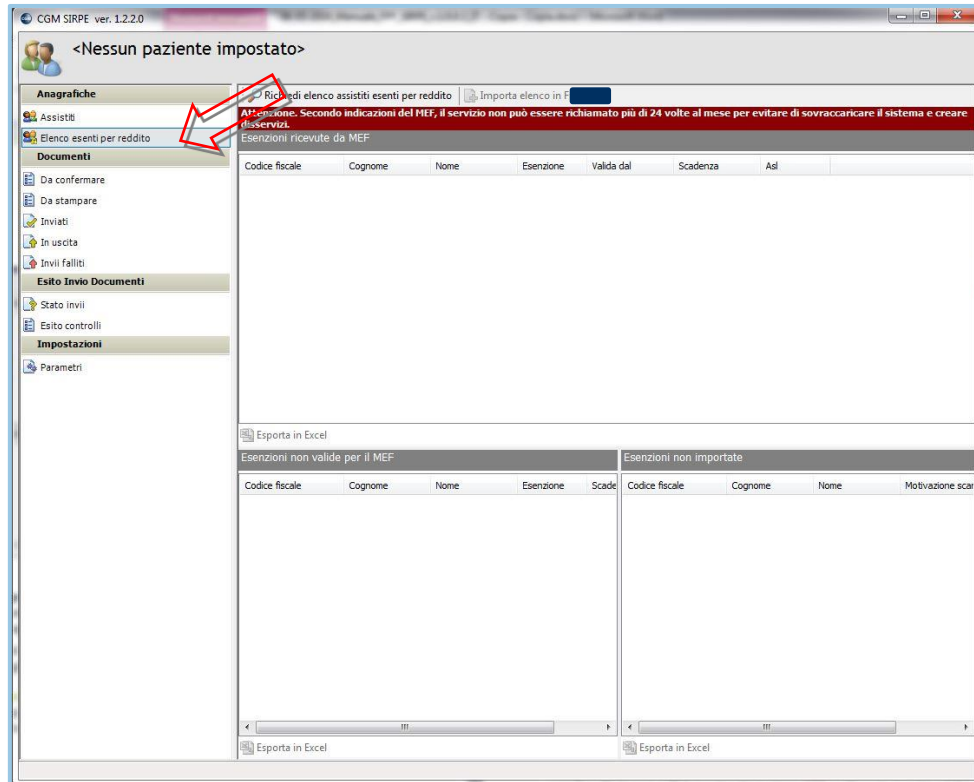 CGM SIRPE ver. 1.2.2.0
<Nessun paziente impostato>
Anagrafiche
Assistiti
Elenco esenti per reddito
Documenti
Da confermare
Da stampare
Inviati
In uscita
Invii falliti
Esito Invio Documenti
Stato invii
Esito controlli
Impostazioni
Parametri
Richiedi elenco assistiti esenti per reddito Importa elenco in F
Attenzione. Secondo indicazioni del MEF, il servizio non può essere richiamato più di 24 volte al mese per evitare di sovraccaricare il sistema e creare
disservizi.
Esenzioni ricevute da MEF
Codice fiscale Cognome Nome Esenzione Valida dal Scadenza Asl
Esporta in Excel
Esenzioni non valide per il MEF
Codice fiscale Cognome Nome Esenzione Scade
Esporta in Excel
Esenzioni non importate
Codice fiscale Cognome Nome Motivazione scar
Esporta in Excel